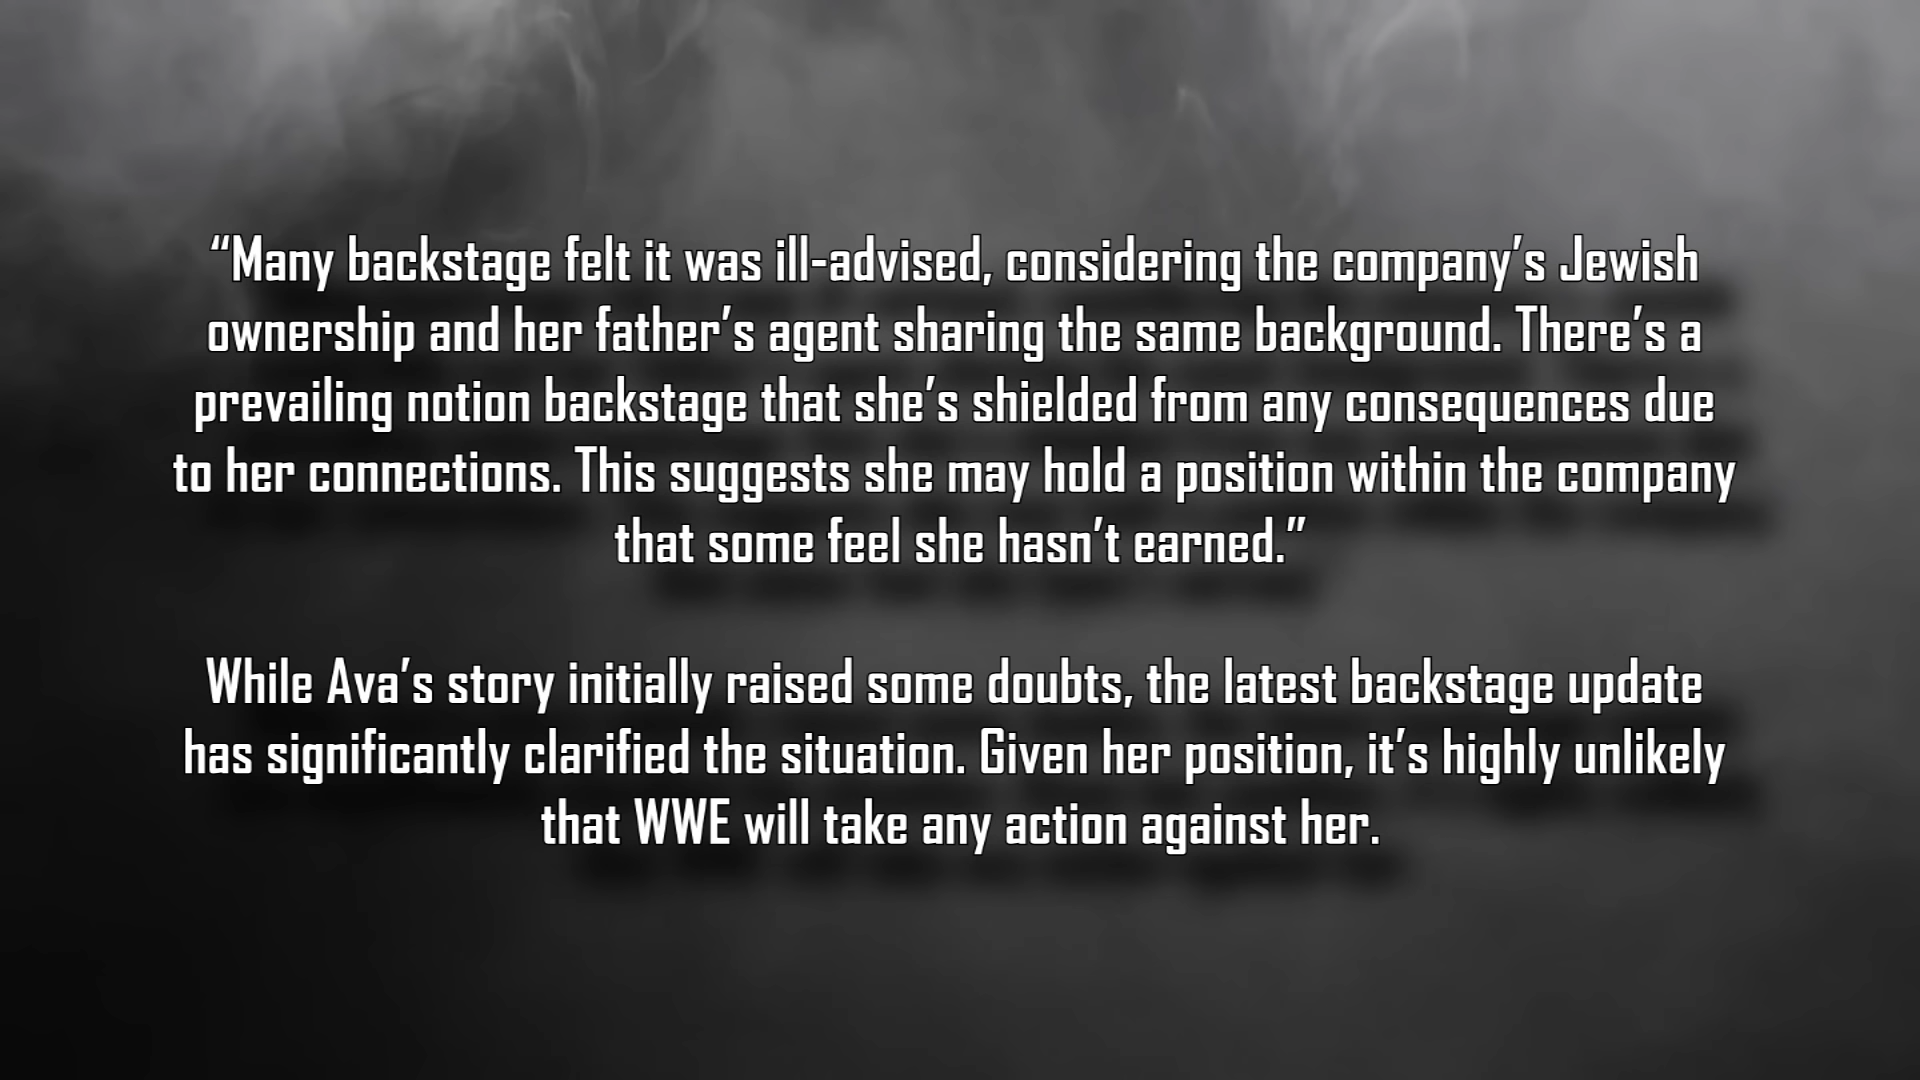 “Many backstage felt it was ill-advised, considering the company’s Jewish
ownership and her father’s agent sharing the same background. There’s a
prevailing notion backstage that she’s shielded from any consequences due
to her connections. This suggests she may hold a position within the company
that some feel she hasn’t earned.”
While Ava’s story initially raised some doubts, the latest backstage update
has significantly clarified the situation. Given her position, it’s highly unlikely
that WWE will take any action against her.